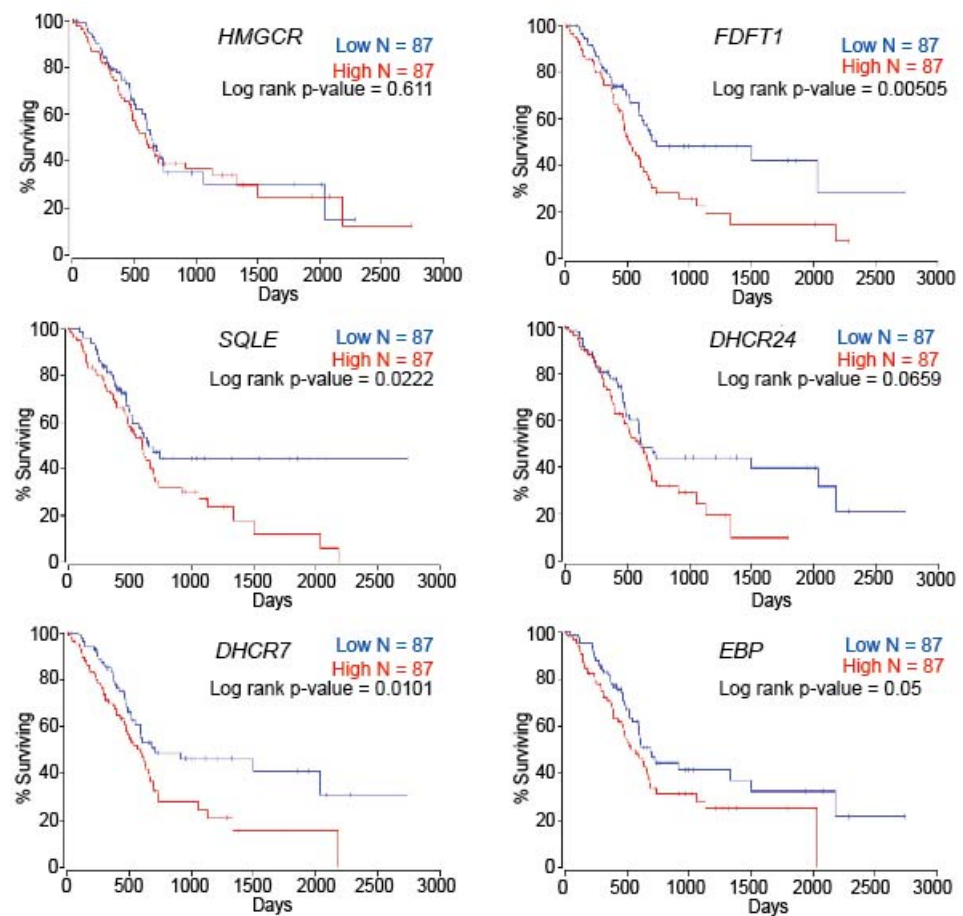 HMGCR
Low N = 87
High N = 87
Log rank p-value = 0.611
% Surviving
100
80
60
40
20
0
0 500 1000 1500 2000 2500 3000
Days
FDFT1
Low N = 87
High N = 87
Log rank p-value = 0.00505
% Surviving
100
80
60
40
20
0
0 500 1000 1500 2000 2500 3000
Days
SQLE
Low N = 87
High N = 87
Log rank p-value = 0.0222
% Surviving
100
80
60
40
20
0
0 500 1000 1500 2000 2500 3000
Days
DHCR24
Low N = 87
High N = 87
Log rank p-value = 0.0659
% Surviving
100
80
60
40
20
0
0 500 1000 1500 2000 2500 3000
Days
DHCR7
Low N = 87
High N = 87
Log rank p-value = 0.0101
% Surviving
100
80
60
40
20
0
0 500 1000 1500 2000 2500 3000
Days
EBP
Low N = 87
High N = 87
Log rank p-value = 0.05
% Surviving
100
80
60
40
20
0
0 500 1000 1500 2000 2500 3000
Days